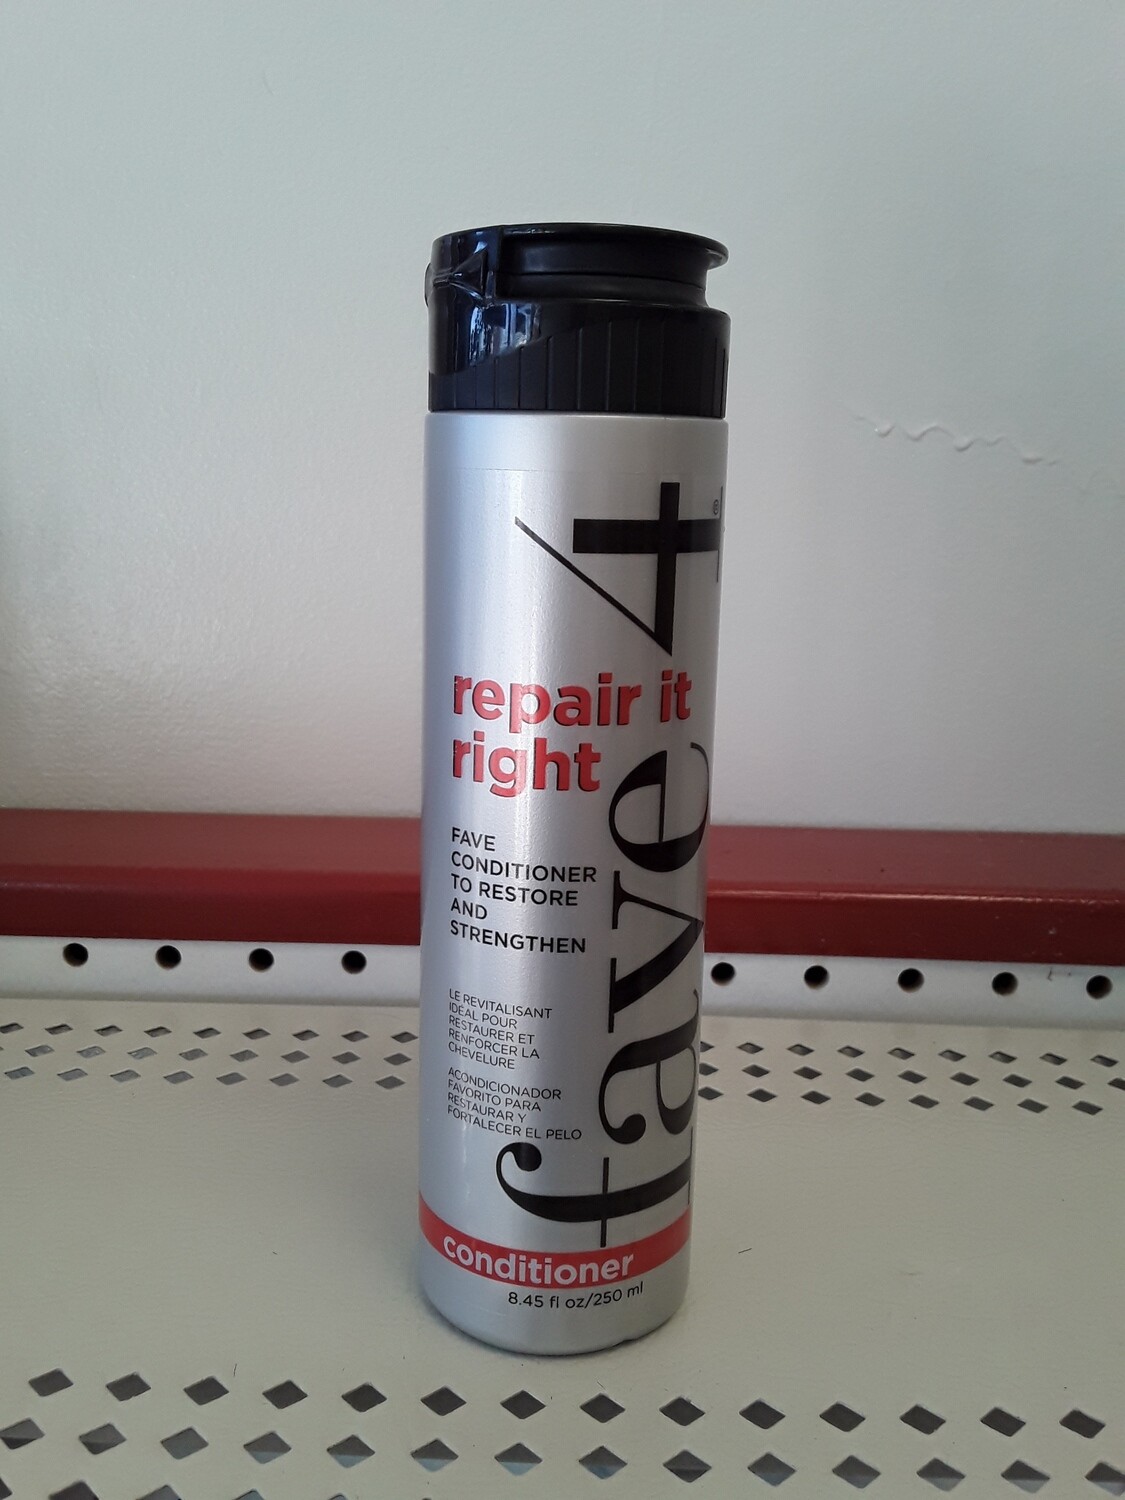 fave4®
repair it
right
FAVE
CONDITIONER
TO RESTORE
AND
STRENGTHEN
LE REVITALISANT
IDÉAL POUR
RESTAURER ET
RENFORCER LA
CHEVELURE
ACONDICIONADOR
FAVORITO PARA
RESTAURAR Y
FORTALECER EL PELO
conditioner
8.45 fl oz/250 ml